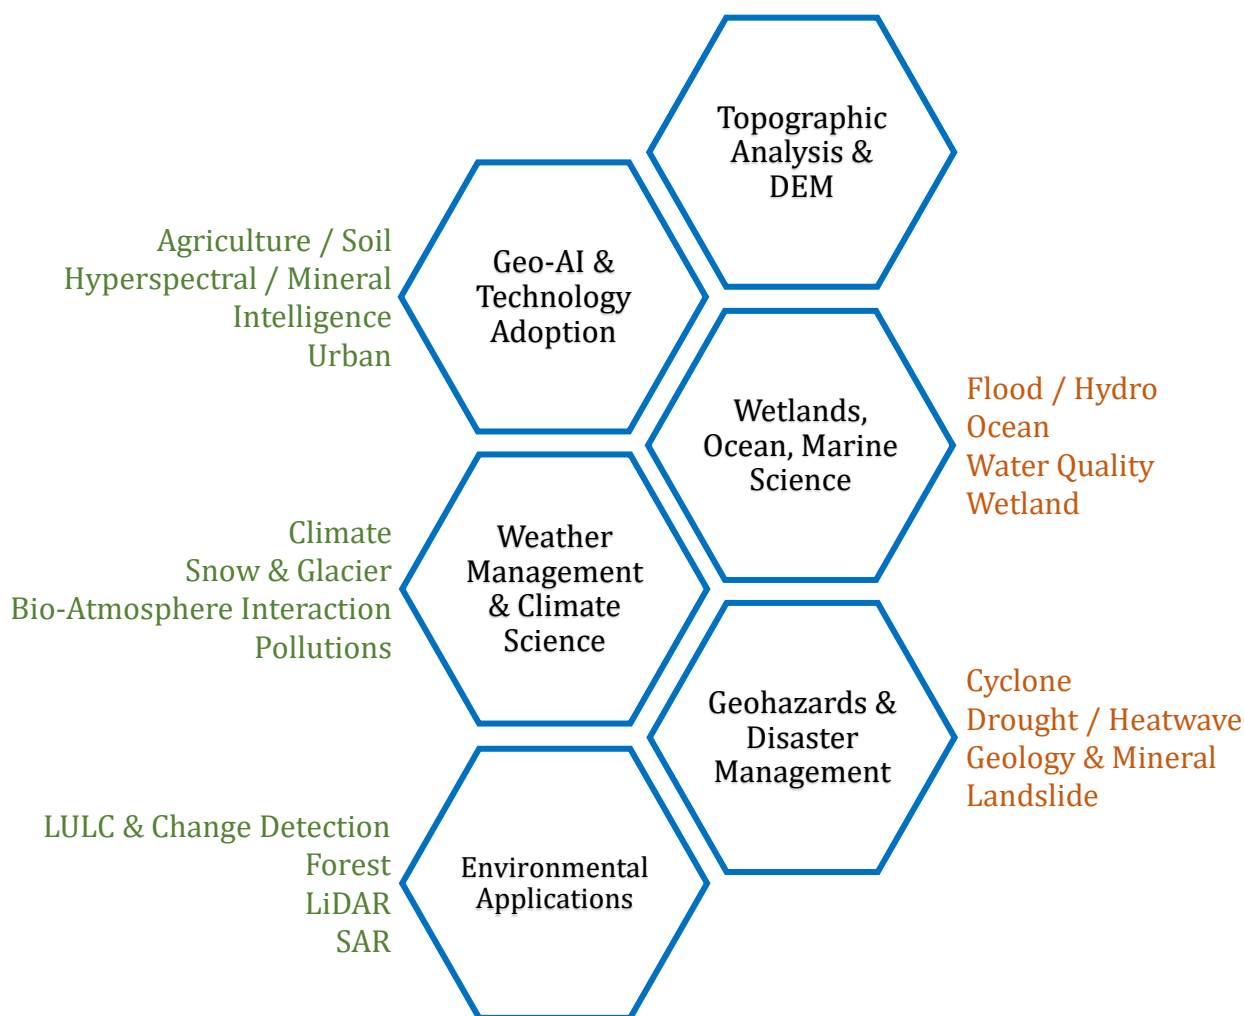 Topographic
Analysis &
DEM
Agriculture / Soil
Hyperspectral / Mineral
Intelligence
Urban
Geo-AI &
Technology
Adoption
Wetlands,
Ocean, Marine
Science
Flood / Hydro
Ocean
Water Quality
Wetland
Climate
Snow & Glacier
Bio-Atmosphere Interaction
Pollutions
Weather
Management
& Climate
Science
Geohazards &
Disaster
Management
Cyclone
Drought / Heatwave
Geology & Mineral
Landslide
LULC & Change Detection
Forest
LiDAR
SAR
Environmental
Applications